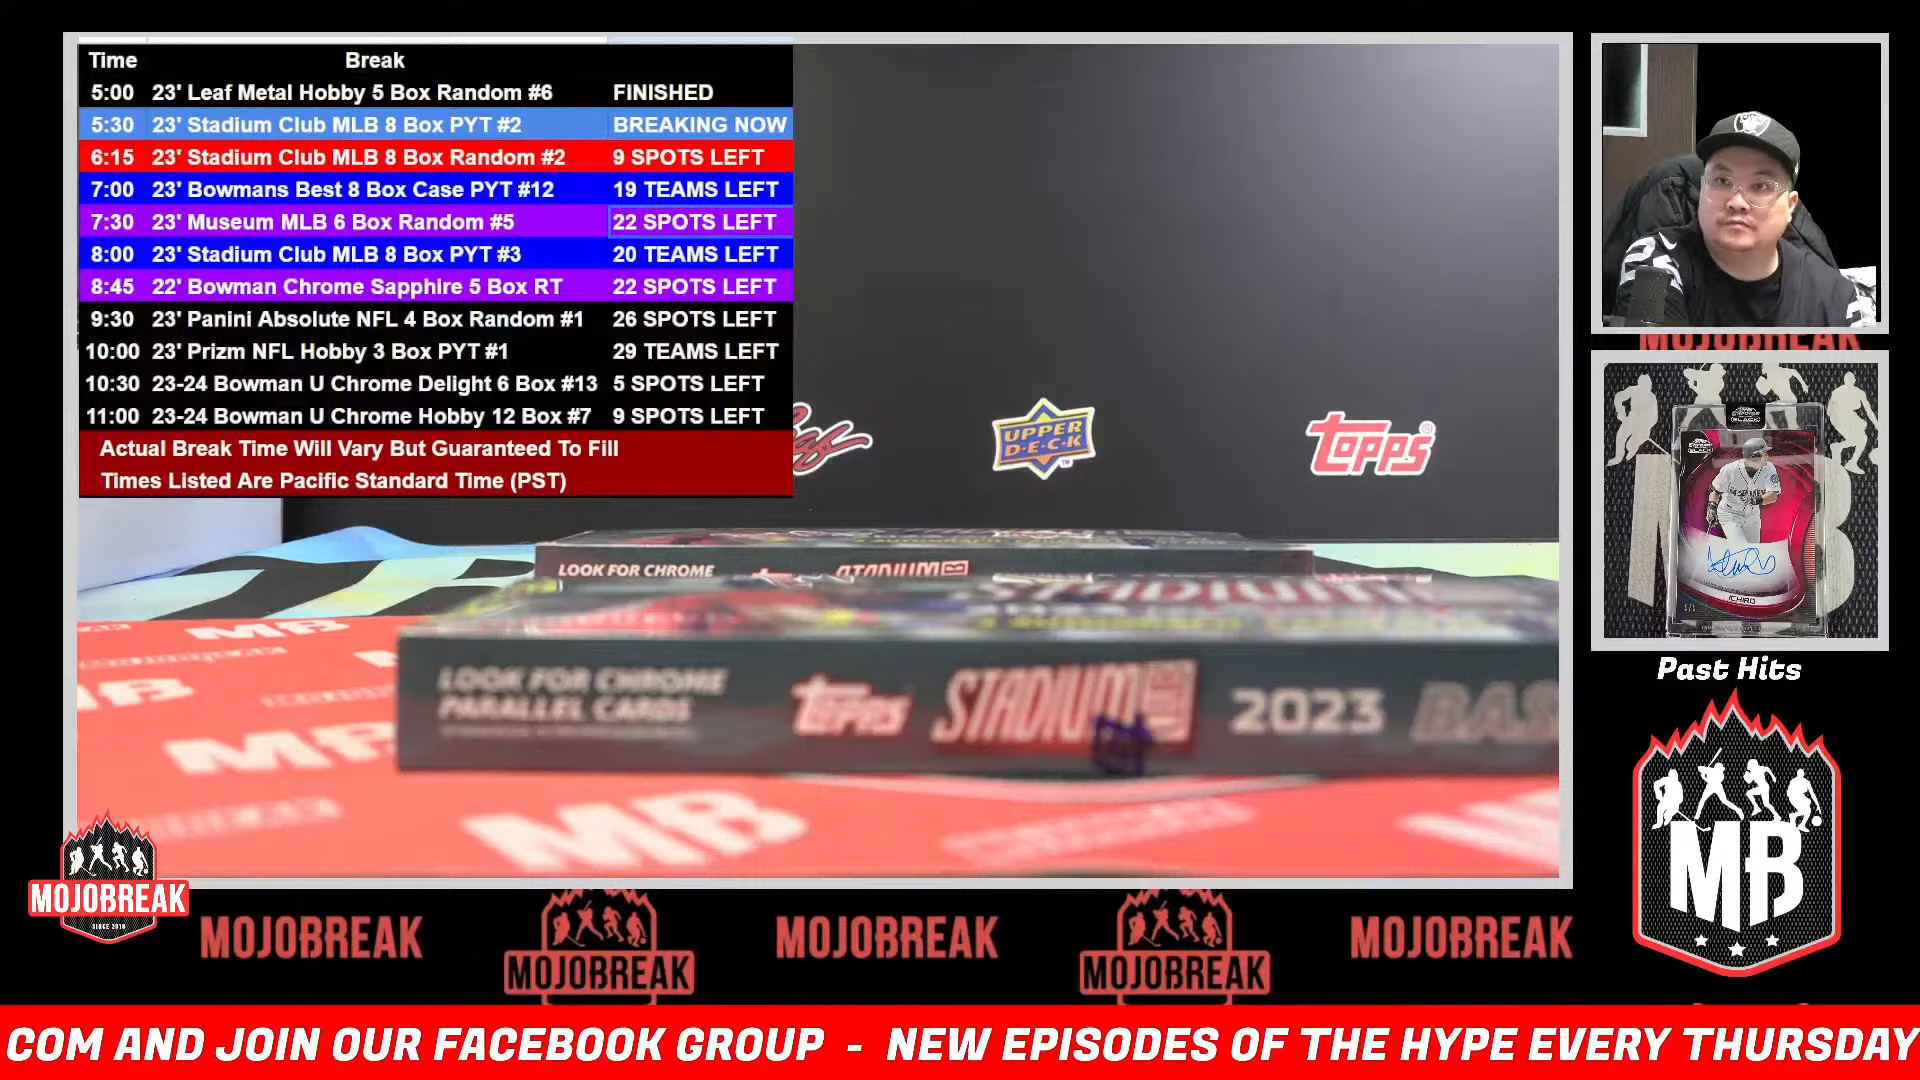 Time Break
5:00 23' Leaf Metal Hobby 5 Box Random #6 FINISHED
5:30 23' Stadium Club MLB 8 Box PYT #2 BREAKING NOW
6:15 23' Stadium Club MLB 8 Box Random #2 9 SPOTS LEFT
7:00 23' Bowmans Best 8 Box Case PYT #12 19 TEAMS LEFT
7:30 23' Museum MLB 6 Box Random #5 22 SPOTS LEFT
8:00 23' Stadium Club MLB 8 Box PYT #3 20 TEAMS LEFT
8:45 22' Bowman Chrome Sapphire 5 Box RT 22 SPOTS LEFT
9:30 23' Panini Absolute NFL 4 Box Random #1 26 SPOTS LEFT
10:00 23' Prizm NFL Hobby 3 Box PYT #1 29 TEAMS LEFT
10:30 23-24 Bowman U Chrome Delight 6 Box #13 5 SPOTS LEFT
11:00 23-24 Bowman U Chrome Hobby 12 Box #7 9 SPOTS LEFT
Actual Break Time Will Vary But Guaranteed To Fill
Times Listed Are Pacific Standard Time (PST)
UPPER
D·E·C·K
topps
LOOK FOR CHROME
STADIUM
LOOK FOR CHROME
PARALLEL CARDS
topps STADIUM CLUB 2023
MB
MB
MB
MB
MOJOBREAK
ICHIRO
Past Hits
MB
MOJOBREAK
SINCE 2010
MOJOBREAK MOJOBREAK MOJOBREAK MOJOBREAK MOJOBREAK
COM AND JOIN OUR FACEBOOK GROUP - NEW EPISODES OF THE HYPE EVERY THURSDAY